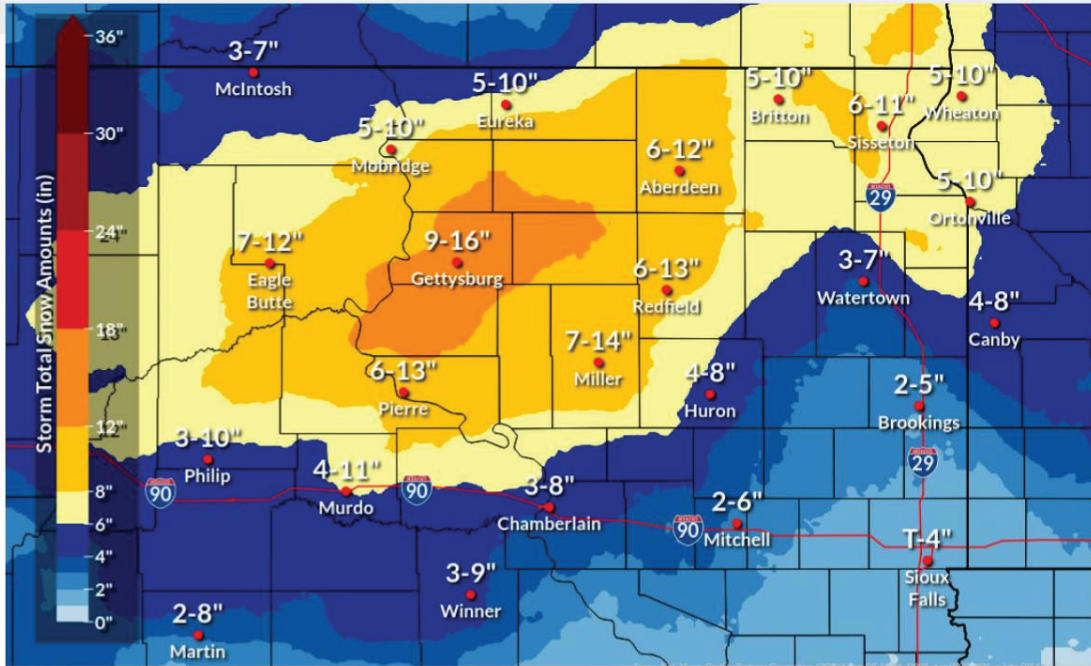 Storm Total Snow Amounts (in)
36"
30"
24"
18"
12"
8"
6"
4"
2"
0"
3-7"
McIntosh
5-10"
Eureka
5-10"
Mobridge
5-10"
Britton
5-10"
Wheaton
6-11"
Sisseton
6-12"
Aberdeen
29
5-10"
Ortonville
7-12"
Eagle
Butte
9-16"
Gettysburg
6-13"
Redfield
3-7"
Watertown
4-8"
Canby
7-14"
Miller
6-13"
Pierre
4-8"
Huron
2-5"
Brookings
3-10"
Philip
4-11"
Murdo
90
90
3-8"
Chamberlain
29
2-6"
Mitchell
90
T-4"
Sioux
Falls
3-9"
Winner
2-8"
Martin